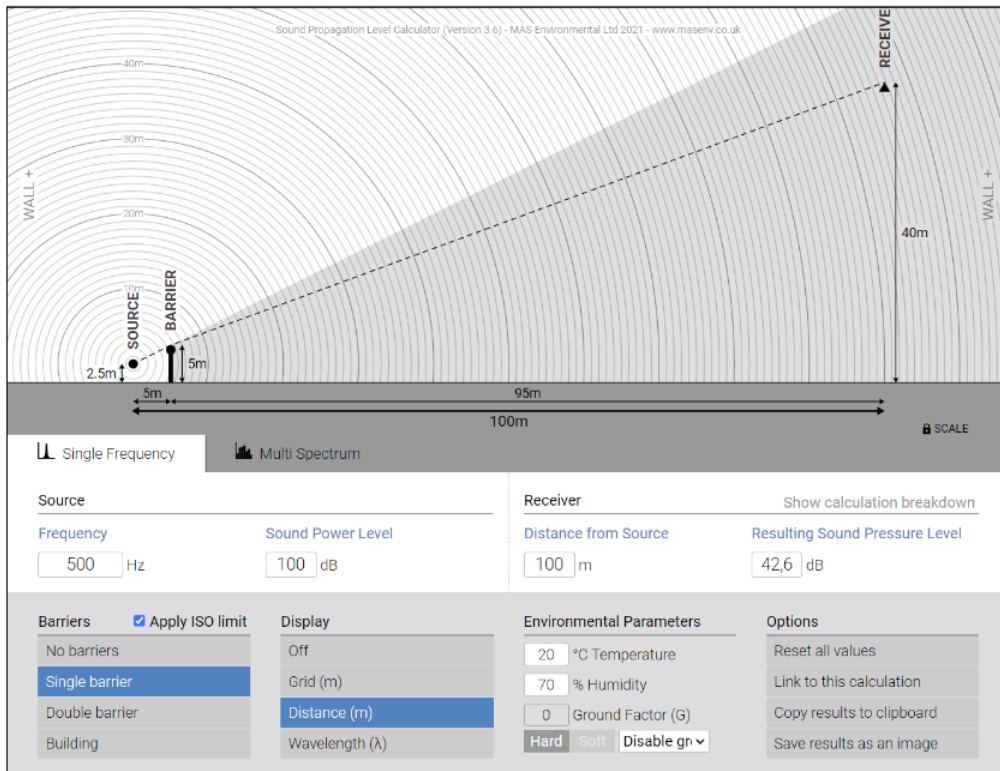 Sound Propagation Level Calculator (Version 3.6) - MAS Environmental Ltd 2021 - www.masenv.co.uk
RECEIVE
40m
30m
20m
10m
WALL +
WALL +
40m
SOURCE
BARRIER
2.5m
5m
5m
95m
100m
SCALE
Single Frequency
Multi Spectrum
Source
Receiver
Show calculation breakdown
Frequency
Sound Power Level
Distance from Source
Resulting Sound Pressure Level
500 Hz
100 dB
100 m
42,6 dB
Barriers
Apply ISO limit
Display
Environmental Parameters
Options
No barriers
Off
20 °C Temperature
Reset all values
Single barrier
Grid (m)
70 % Humidity
Link to this calculation
Double barrier
Distance (m)
0 Ground Factor (G)
Copy results to clipboard
Building
Wavelength (λ)
Hard Soft Disable gr
Save results as an image